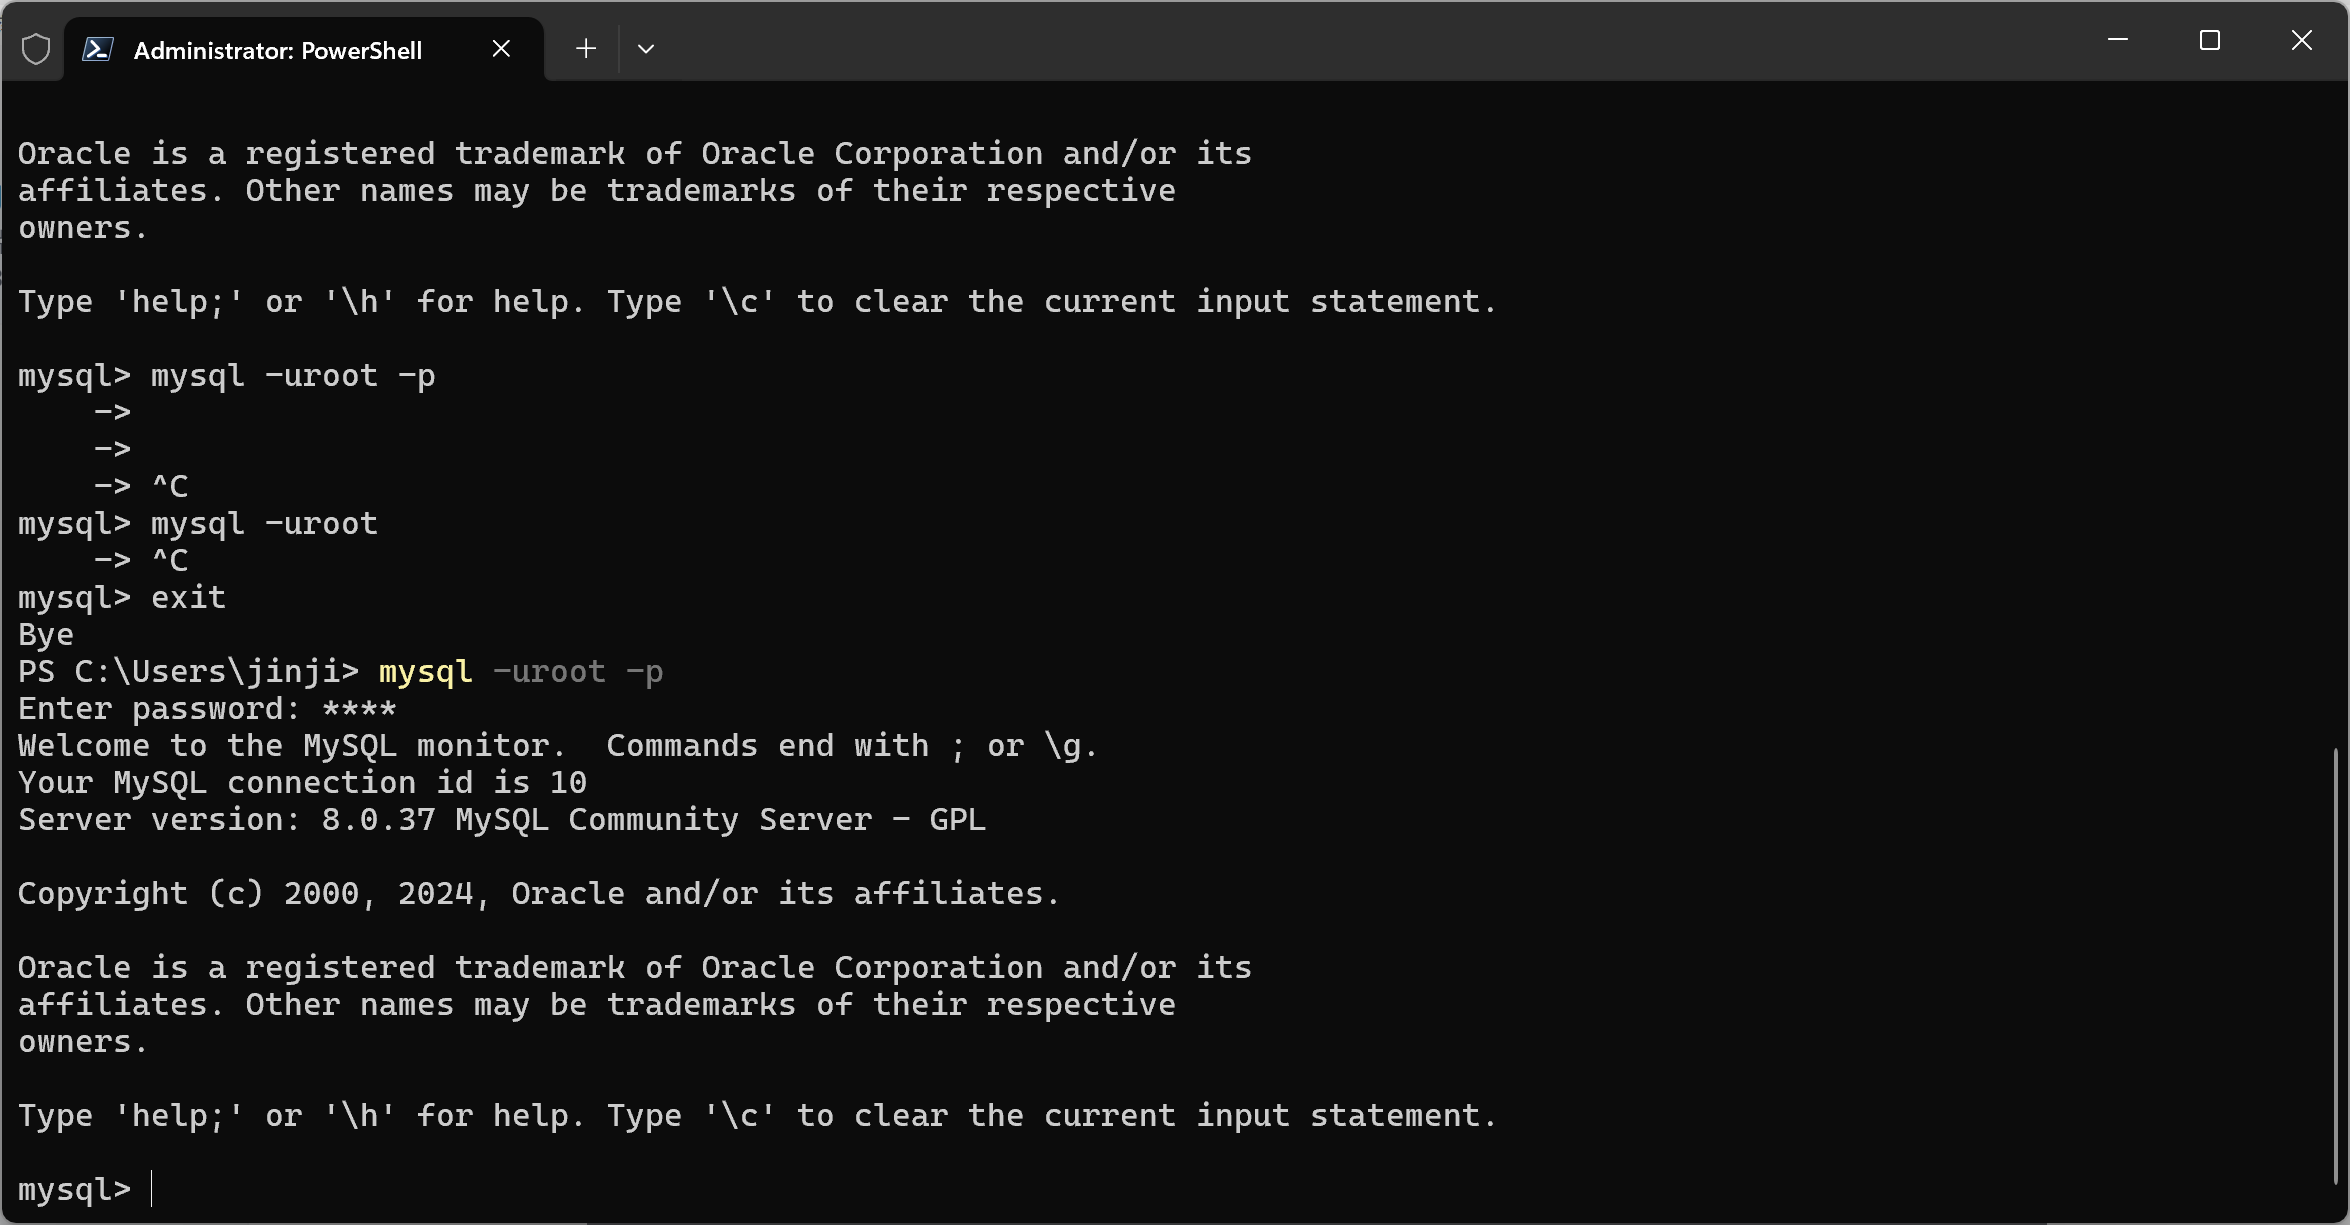 Administrator: PowerShell
Oracle is a registered trademark of Oracle Corporation and/or its
affiliates. Other names may be trademarks of their respective
owners.
Type 'help;' or '\h' for help. Type '\c' to clear the current input statement.
mysql> mysql -uroot -p
    ->
    ->
    -> ^C
mysql> mysql -uroot
    -> ^C
mysql> exit
Bye
PS C:\Users\jinji> mysql -uroot -p
Enter password: ****
Welcome to the MySQL monitor.  Commands end with ; or \g.
Your MySQL connection id is 10
Server version: 8.0.37 MySQL Community Server - GPL
Copyright (c) 2000, 2024, Oracle and/or its affiliates.
Oracle is a registered trademark of Oracle Corporation and/or its
affiliates. Other names may be trademarks of their respective
owners.
Type 'help;' or '\h' for help. Type '\c' to clear the current input statement.
mysql>